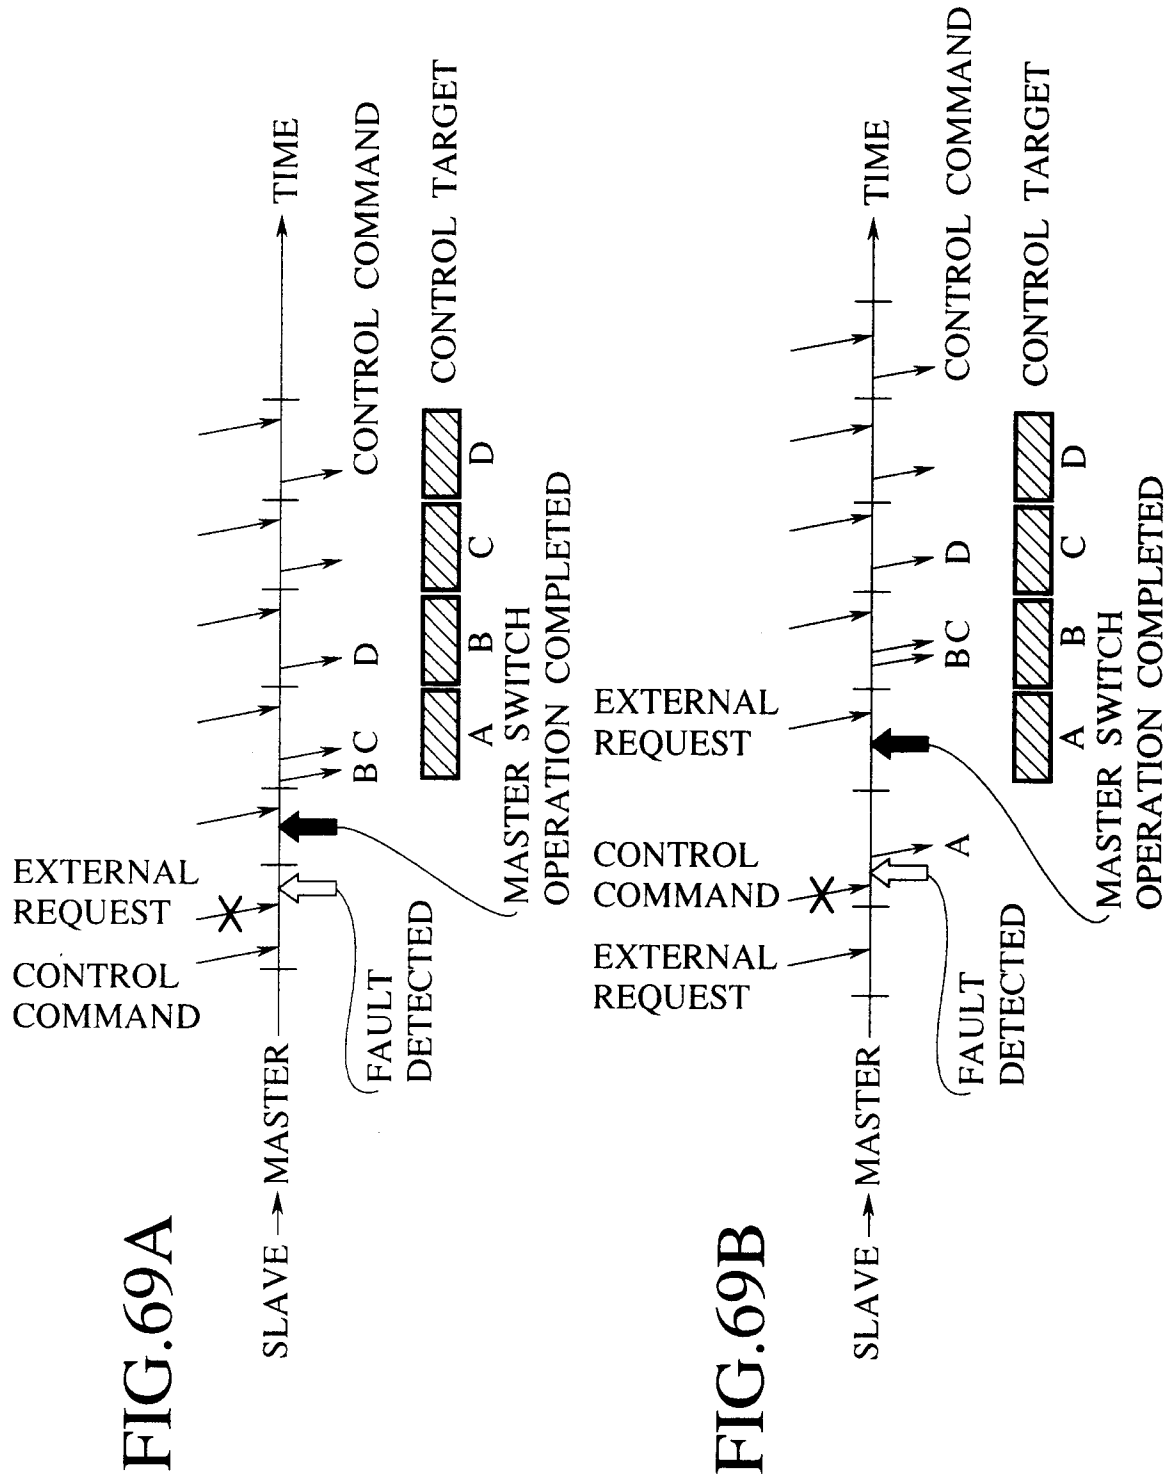 FIG.69A
EXTERNAL
REQUEST
CONTROL
COMMAND
SLAVE → MASTER
TIME
B C
D
CONTROL COMMAND
FAULT
DETECTED
A
B
C
D
CONTROL TARGET
MASTER SWITCH
OPERATION COMPLETED
FIG.69B
EXTERNAL
REQUEST
CONTROL
COMMAND
EXTERNAL
REQUEST
SLAVE → MASTER
TIME
A
B C
D
CONTROL COMMAND
FAULT
DETECTED
A
B
C
D
CONTROL TARGET
MASTER SWITCH
OPERATION COMPLETED